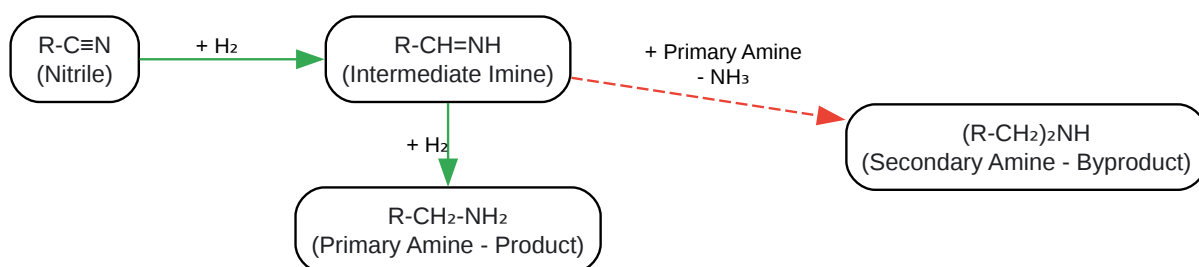 R-C≡N
(Nitrile)
+ H₂
R-CH=NH
(Intermediate Imine)
+ Primary Amine
- NH₃
(R-CH₂)₂NH
(Secondary Amine - Byproduct)
+ H₂
R-CH₂-NH₂
(Primary Amine - Product)